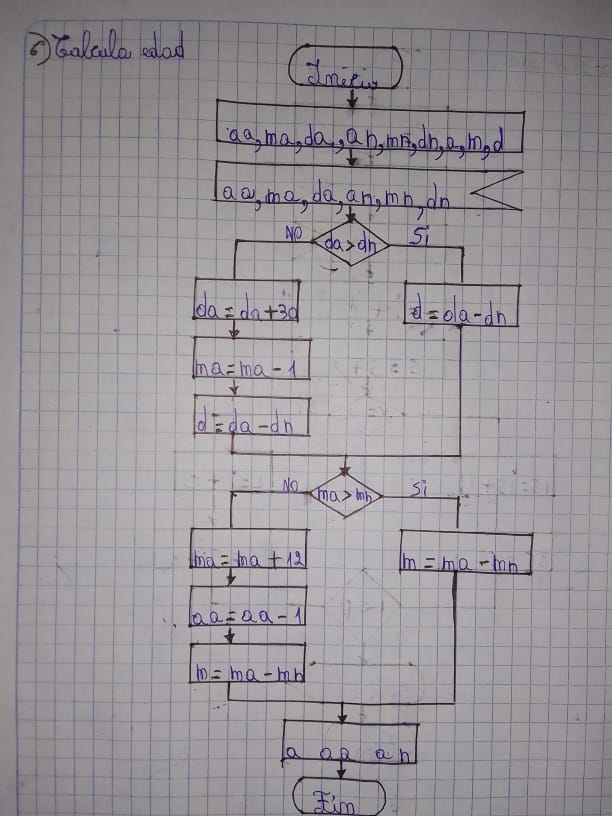 6) Calcula edad
Inicio
aa, ma, da, an, mn, dn, a, m, d
aa, ma, da, an, mn, dn
NO da > dn Si
da = da + 30
d = da - dn
ma = ma - 1
d = da - dn
NO ma > mn Si
ma = ma + 12
m = ma - mn
aa = aa - 1
m = ma - mn
a aa an
Fin